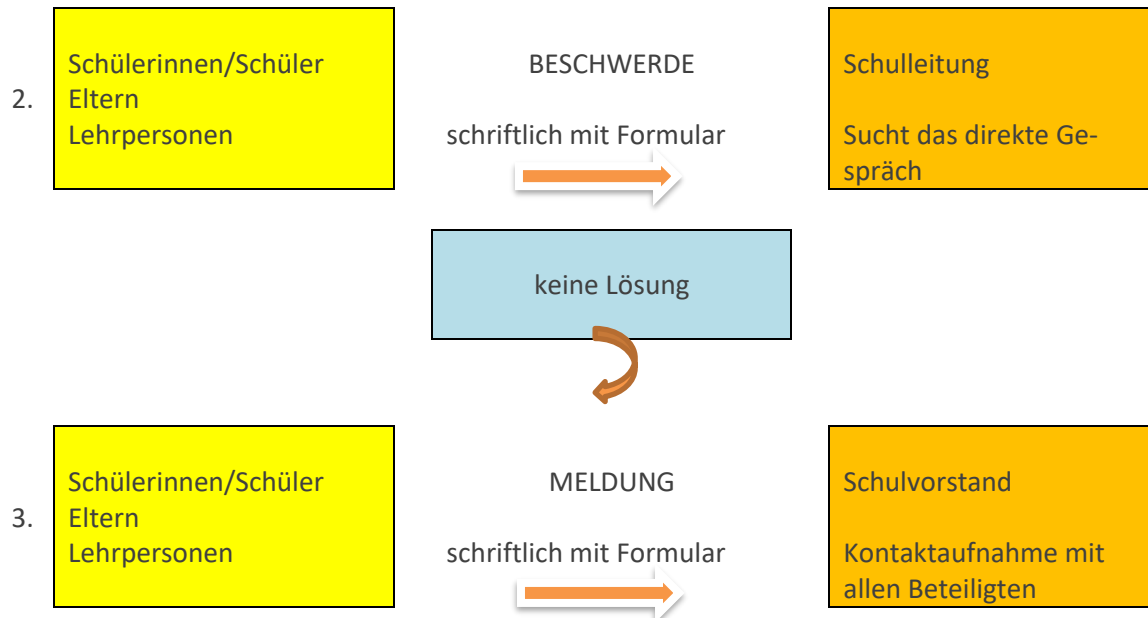 2.
Schülerinnen/Schüler
Eltern
Lehrpersonen
BESCHWERDE
schriftlich mit Formular
Schulleitung
Sucht das direkte Ge-
spräch
keine Lösung
3.
Schülerinnen/Schüler
Eltern
Lehrpersonen
MELDUNG
schriftlich mit Formular
Schulvorstand
Kontaktaufnahme mit
allen Beteiligten